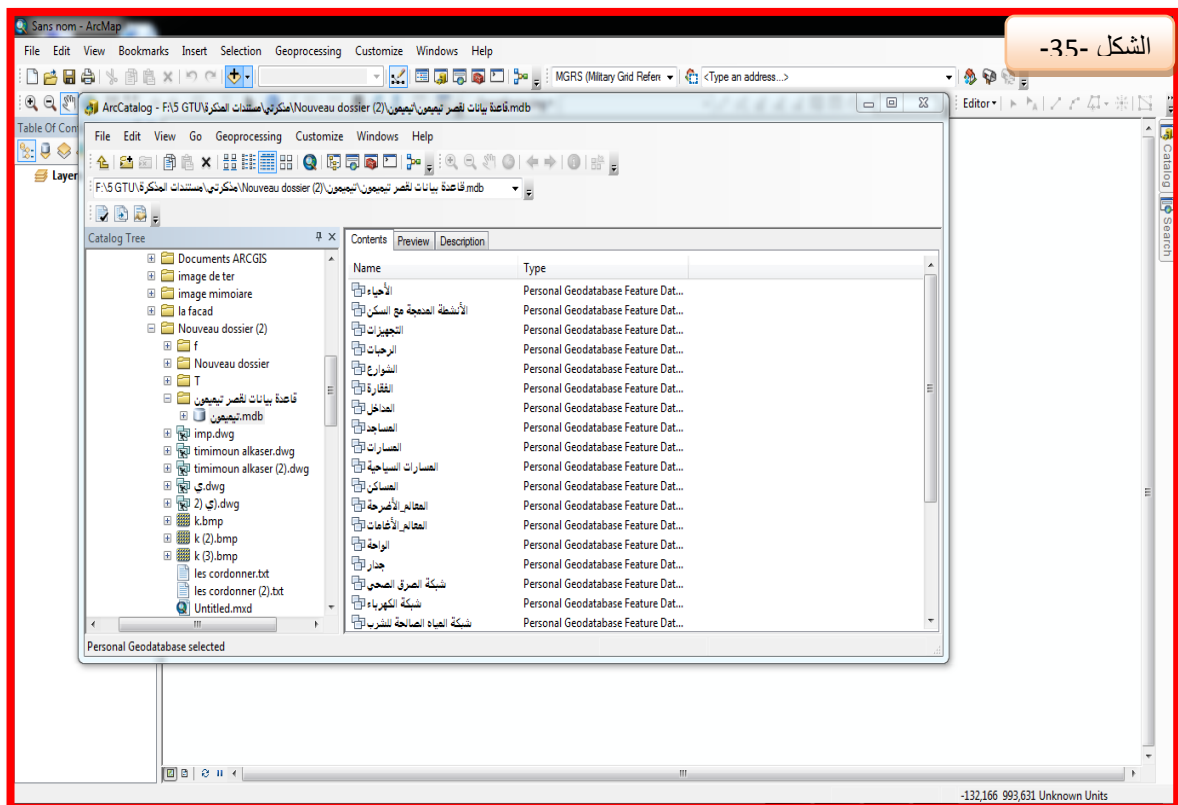 Sans nom - ArcMap
الشكل -35-
File Edit View Bookmarks Insert Selection Geoprocessing Customize Windows Help
MGRS (Military Grid Referen
<Type an address...>
ArcCatalog - F:\5 GTU\مذكرتي\مستندات المذكرة\Nouveau dossier (2)\قاعدة بيانات لقصر تيميمون\تيميمون.mdb
Editor
Table Of Con
File Edit View Go Geoprocessing Customize Windows Help
Layer
F:\5 GTU\مذكرتي\مستندات المذكرة\Nouveau dossier (2)\قاعدة بيانات لقصر تيميمون\تيميمون.mdb
Catalog
Search
Catalog Tree
Contents Preview Description
Documents ARCGIS
image de ter
image mimoiare
la facad
Nouveau dossier (2)
f
Nouveau dossier
T
قاعدة بيانات لقصر تيميمون
تيميمون.mdb
imp.dwg
timimoun alkaser.dwg
timimoun alkaser (2).dwg
ي.dwg
ي (2).dwg
k.bmp
k (2).bmp
k (3).bmp
les cordonner.txt
les cordonner (2).txt
Untitled.mxd
Name Type
الأحياء Personal Geodatabase Feature Dat...
الأنشطة المدمجة مع السكن Personal Geodatabase Feature Dat...
التجهيزات Personal Geodatabase Feature Dat...
الرحبات Personal Geodatabase Feature Dat...
الشوارع Personal Geodatabase Feature Dat...
الفقارة Personal Geodatabase Feature Dat...
المداخل Personal Geodatabase Feature Dat...
المساجد Personal Geodatabase Feature Dat...
المسارات Personal Geodatabase Feature Dat...
المسارات السياحية Personal Geodatabase Feature Dat...
المساكن Personal Geodatabase Feature Dat...
المعالم_الأضرحة Personal Geodatabase Feature Dat...
المعالم_الأغامات Personal Geodatabase Feature Dat...
الواحة Personal Geodatabase Feature Dat...
جدار Personal Geodatabase Feature Dat...
شبكة الصرق الصحي Personal Geodatabase Feature Dat...
شبكة الكهرباء Personal Geodatabase Feature Dat...
شبكة المياه الصالحة للشرب Personal Geodatabase Feature Dat...
Personal Geodatabase selected
-132,166 993,631 Unknown Units